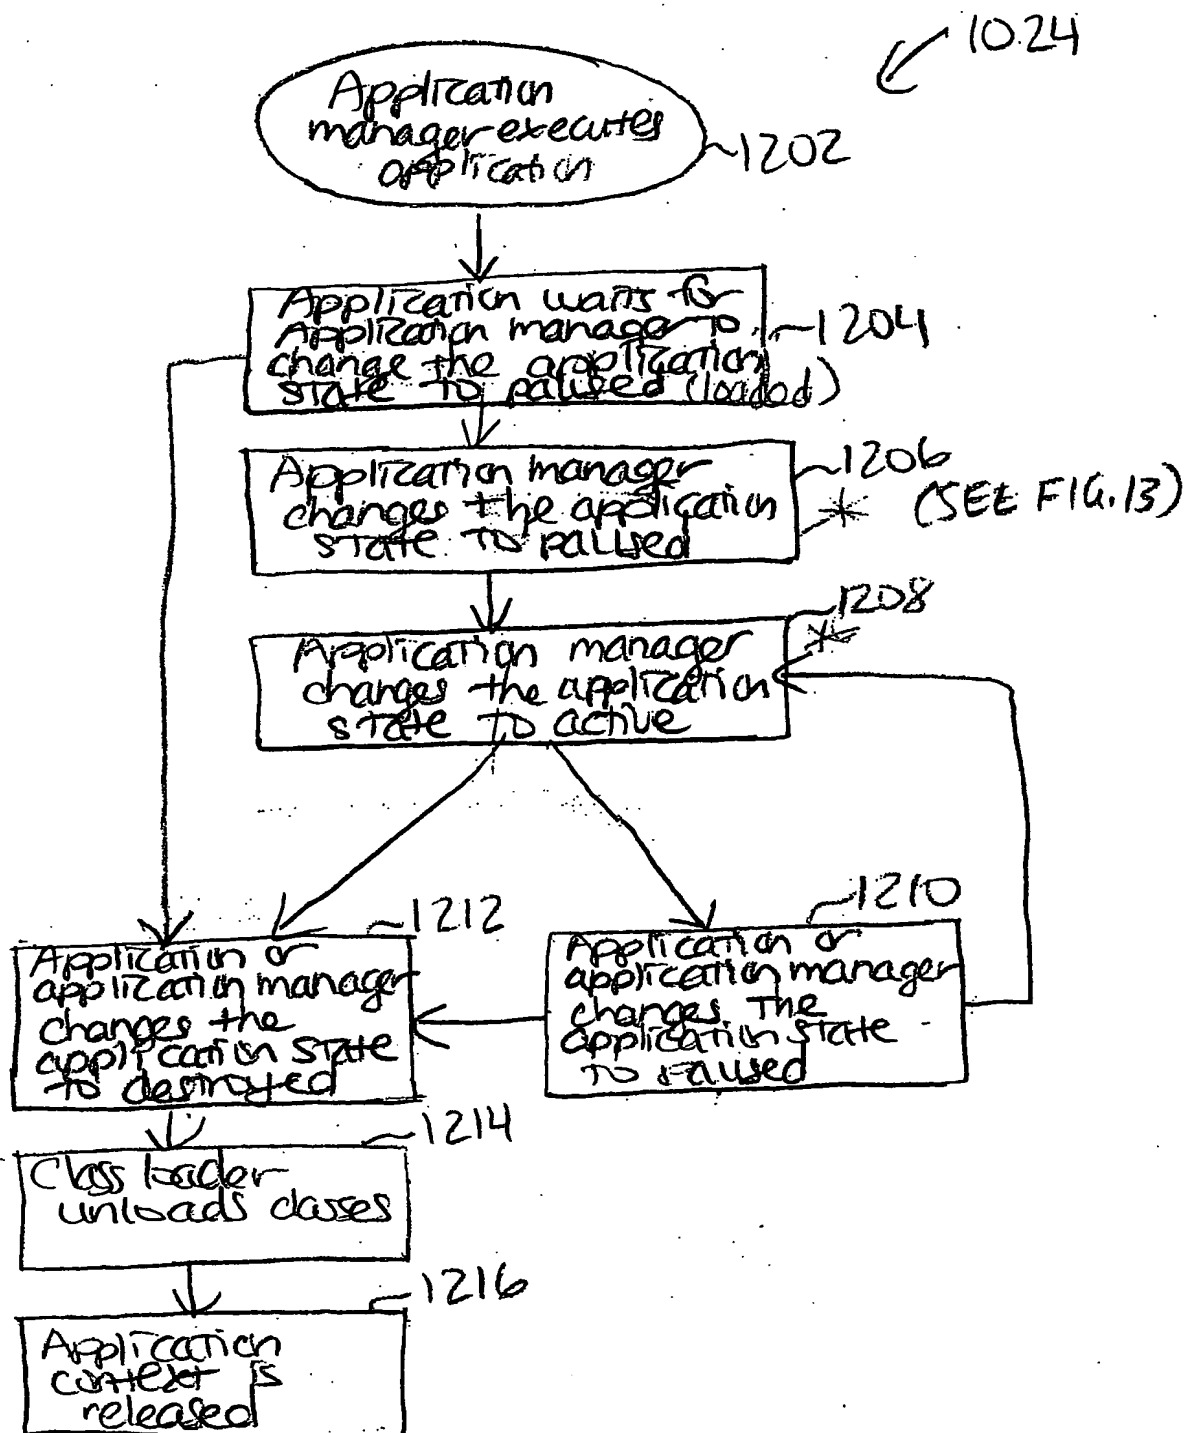 1024
Application
manager executes
application
1202
Application waits for
Application manager to
change the application
state to paused (loaded)
1204
Application manager
changes the application
state to paused
1206
* (SEE FIG. 13)
Application manager
changes the application
state to active
1208
*
1212
Application or
application manager
changes the
application state
to destroyed
1210
Application or
application manager
changes the
application state
to paused
1214
Class loader
unloads classes
1216
Application
context is
released